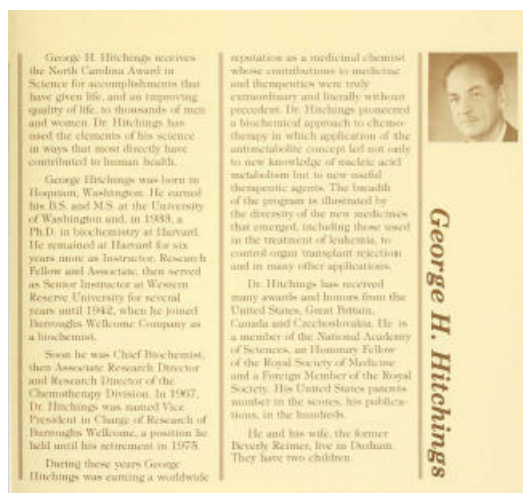 George H. Hitchings receives
the North Carolina Award in
Science for accomplishments that
have given life, and an improving
quality of life, to thousands of men
and women. Dr. Hitchings has
used the elements of his science
in ways that most directly have
contributed to human health.
George Hitchings was born in
Hoquiam, Washington. He earned
his B.S. and M.S. at the University
of Washington and, in 1933, a
Ph.D. in biochemistry at Harvard.
He remained at Harvard for six
years more as Instructor, Research
Fellow and Associate, then served
as Senior Instructor at Western
Reserve University for several
years until 1942, when he joined
Burroughs Wellcome Company as
a biochemist.
Soon he was Chief Biochemist,
then Associate Research Director
and Research Director of the
Chemotherapy Division. In 1967,
Dr. Hitchings was named Vice
President in Charge of Research of
Burroughs Wellcome, a position he
held until his retirement in 1975.
During these years George
Hitchings was earning a worldwide
reputation as a medicinal chemist
whose contributions to medicine
and therapeutics were truly
extraordinary and literally without
precedent. Dr. Hitchings pioneered
a biochemical approach to chemo-
therapy in which application of the
antimetabolite concept led not only
to new knowledge of nucleic acid
metabolism but to new useful
therapeutic agents. The breadth
of the program is illustrated by
the diversity of the new medicines
that emerged, including those used
in the treatment of leukemia, to
control organ transplant rejection
and in many other applications.
Dr. Hitchings has received
many awards and honors from the
United States, Great Britain,
Canada and Czechoslovakia. He is
a member of the National Academy
of Sciences, an Honorary Fellow
of the Royal Society of Medicine
and a Foreign Member of the Royal
Society. His United States patents
number in the scores, his publica-
tions, in the hundreds.
He and his wife, the former
Beverly Reimer, live in Durham.
They have two children.
George H. Hitchings